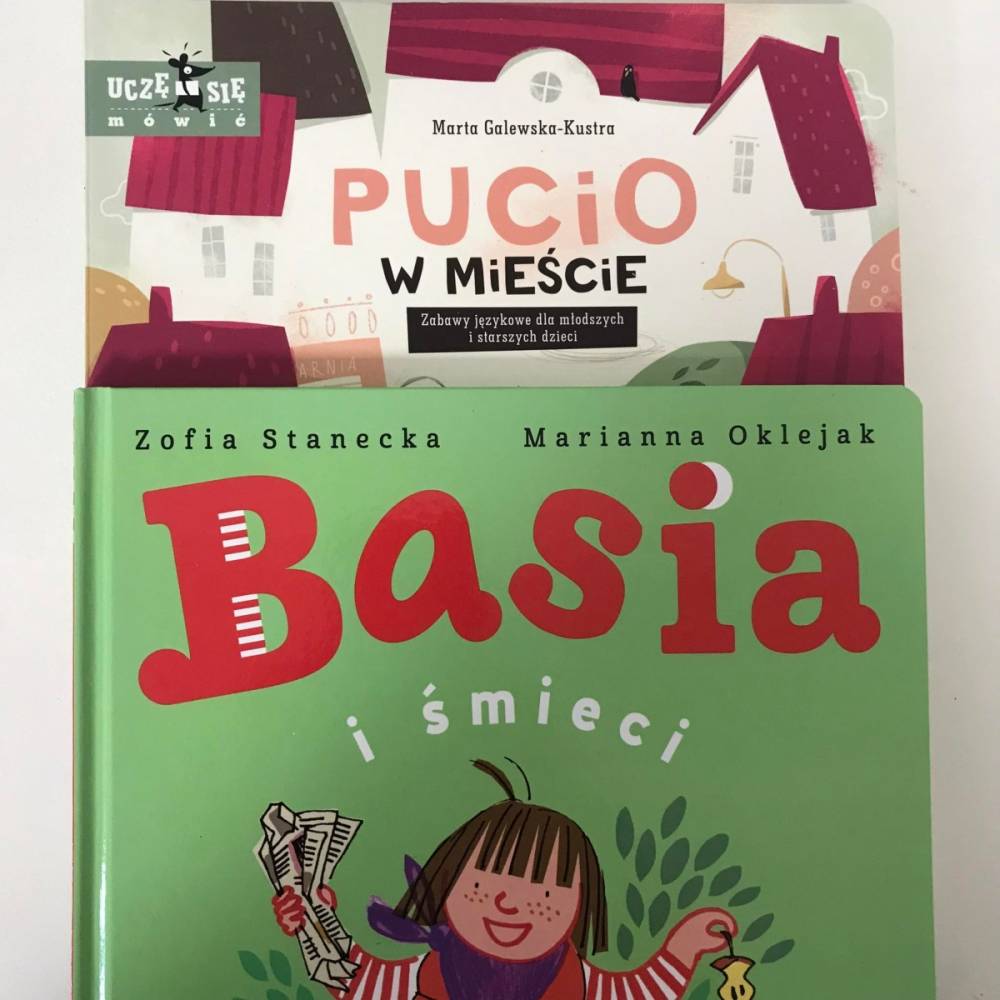 UCZĘ SIĘ
mówić
Marta Galewska-Kustra
PUCiO
W MiEŚCiE
Zabawy językowe dla młodszych
i starszych dzieci
ARNIA
Zofia Stanecka Marianna Oklejak
Basia
i śmieci